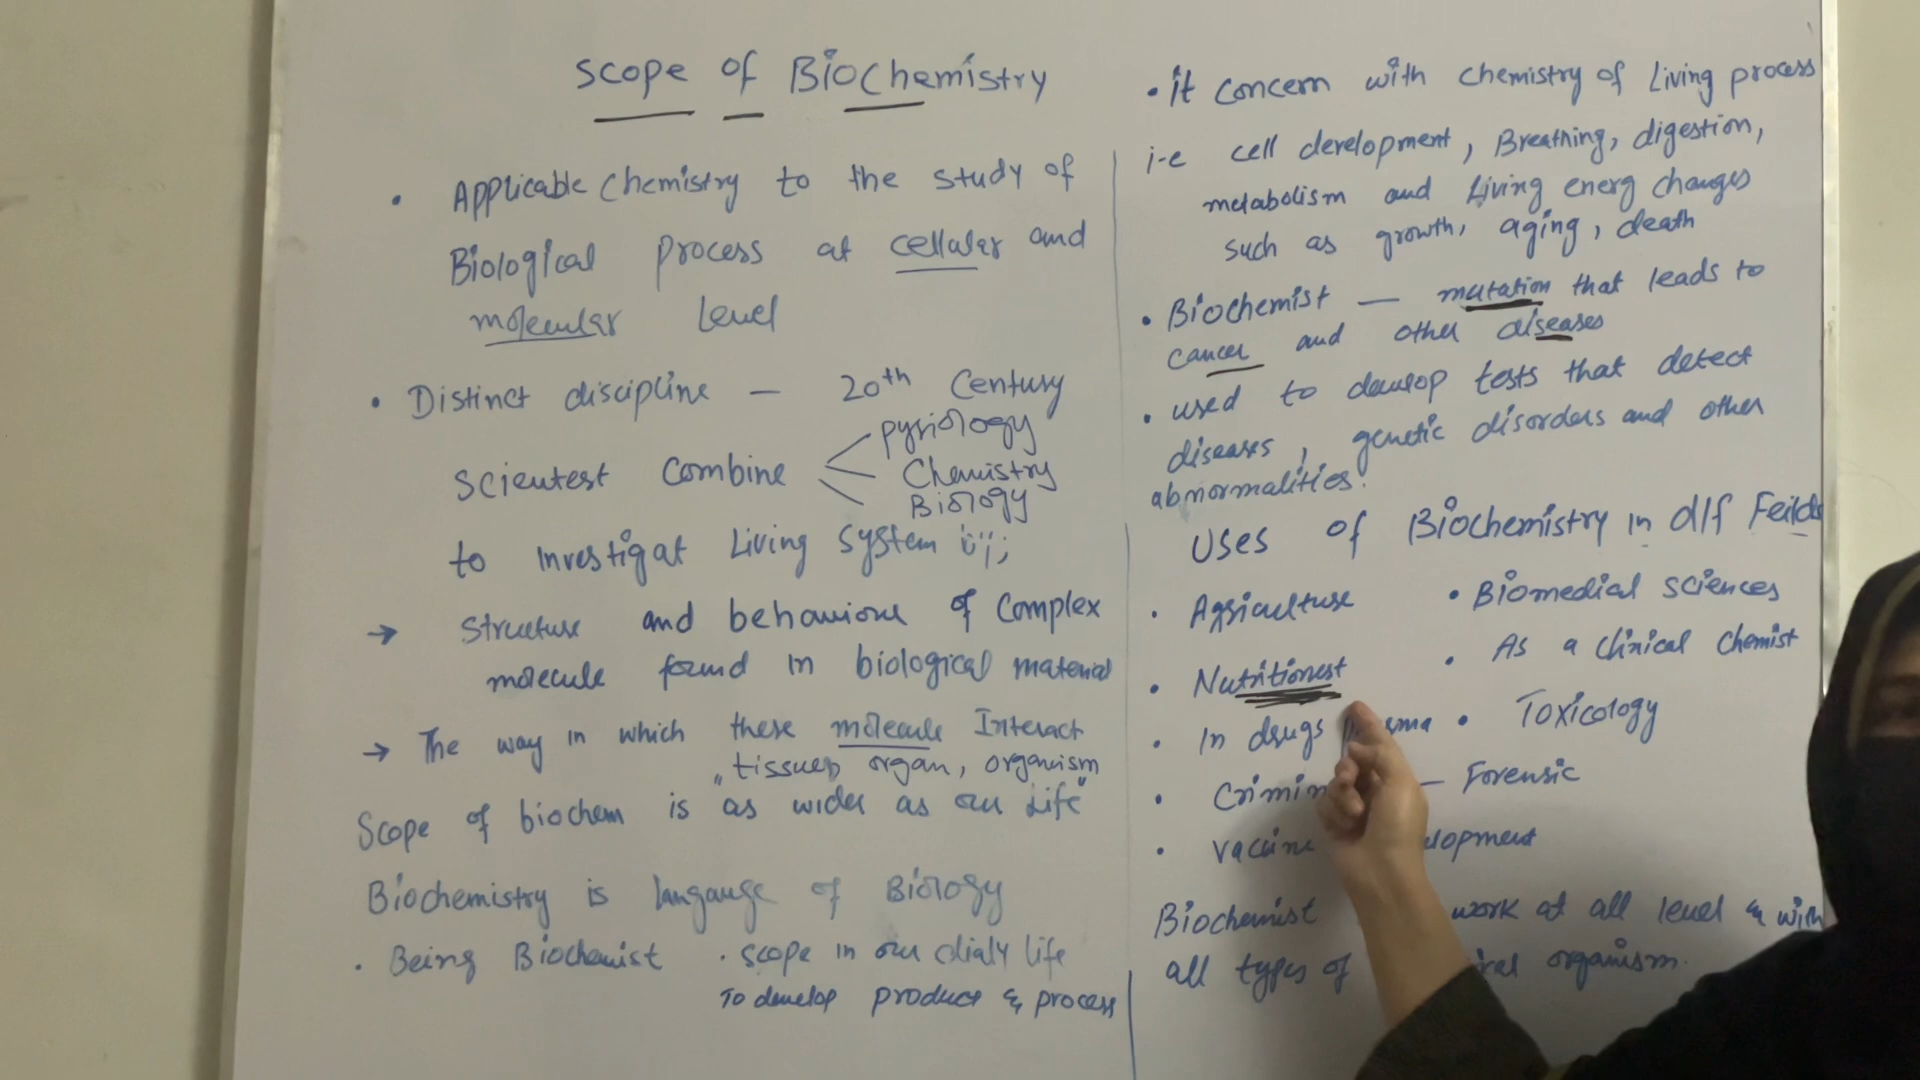 Scope of BioChemistry
• Applicable Chemistry to the study of
Biological process at cellular and
molecular Level
• Distinct discipline — 20th Century
pysiology
Scientest Combine Chemistry
Biology
to Investigat Living System
→ Structure and behaviour of Complex
molecule found in biological material
→ The way in which these molecule Interact
"tissues, organ, organism
Scope of biochem is "as wider as our Life"
Biochemistry is langauge of Biology
• Being Biochemist • scope in our dialy life
To develop product & process
• it concern with chemistry of Living process
i-e cell development, Breathing, digestion,
metabolism and Living energ changes
such as growth, aging, death
• Biochemist — mutation that leads to
cancer and other diseases
• used to develop tests that detect
diseases, genetic disorders and other
abnormalities.
Uses of Biochemistry in d/f Feilds
• Agriculture • Biomedial sciences
• Nutritionest • As a clinical Chemist
• In drugs • Toxicology
• — Forensic
• vaccine
Biochemist work at all level & with
all types of organism.